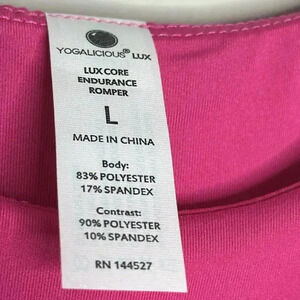 YOGALICIOUS® LUX
LUX CORE
ENDURANCE
ROMPER
L
MADE IN CHINA
Body:
83% POLYESTER
17% SPANDEX
Contrast:
90% POLYESTER
10% SPANDEX
RN 144527